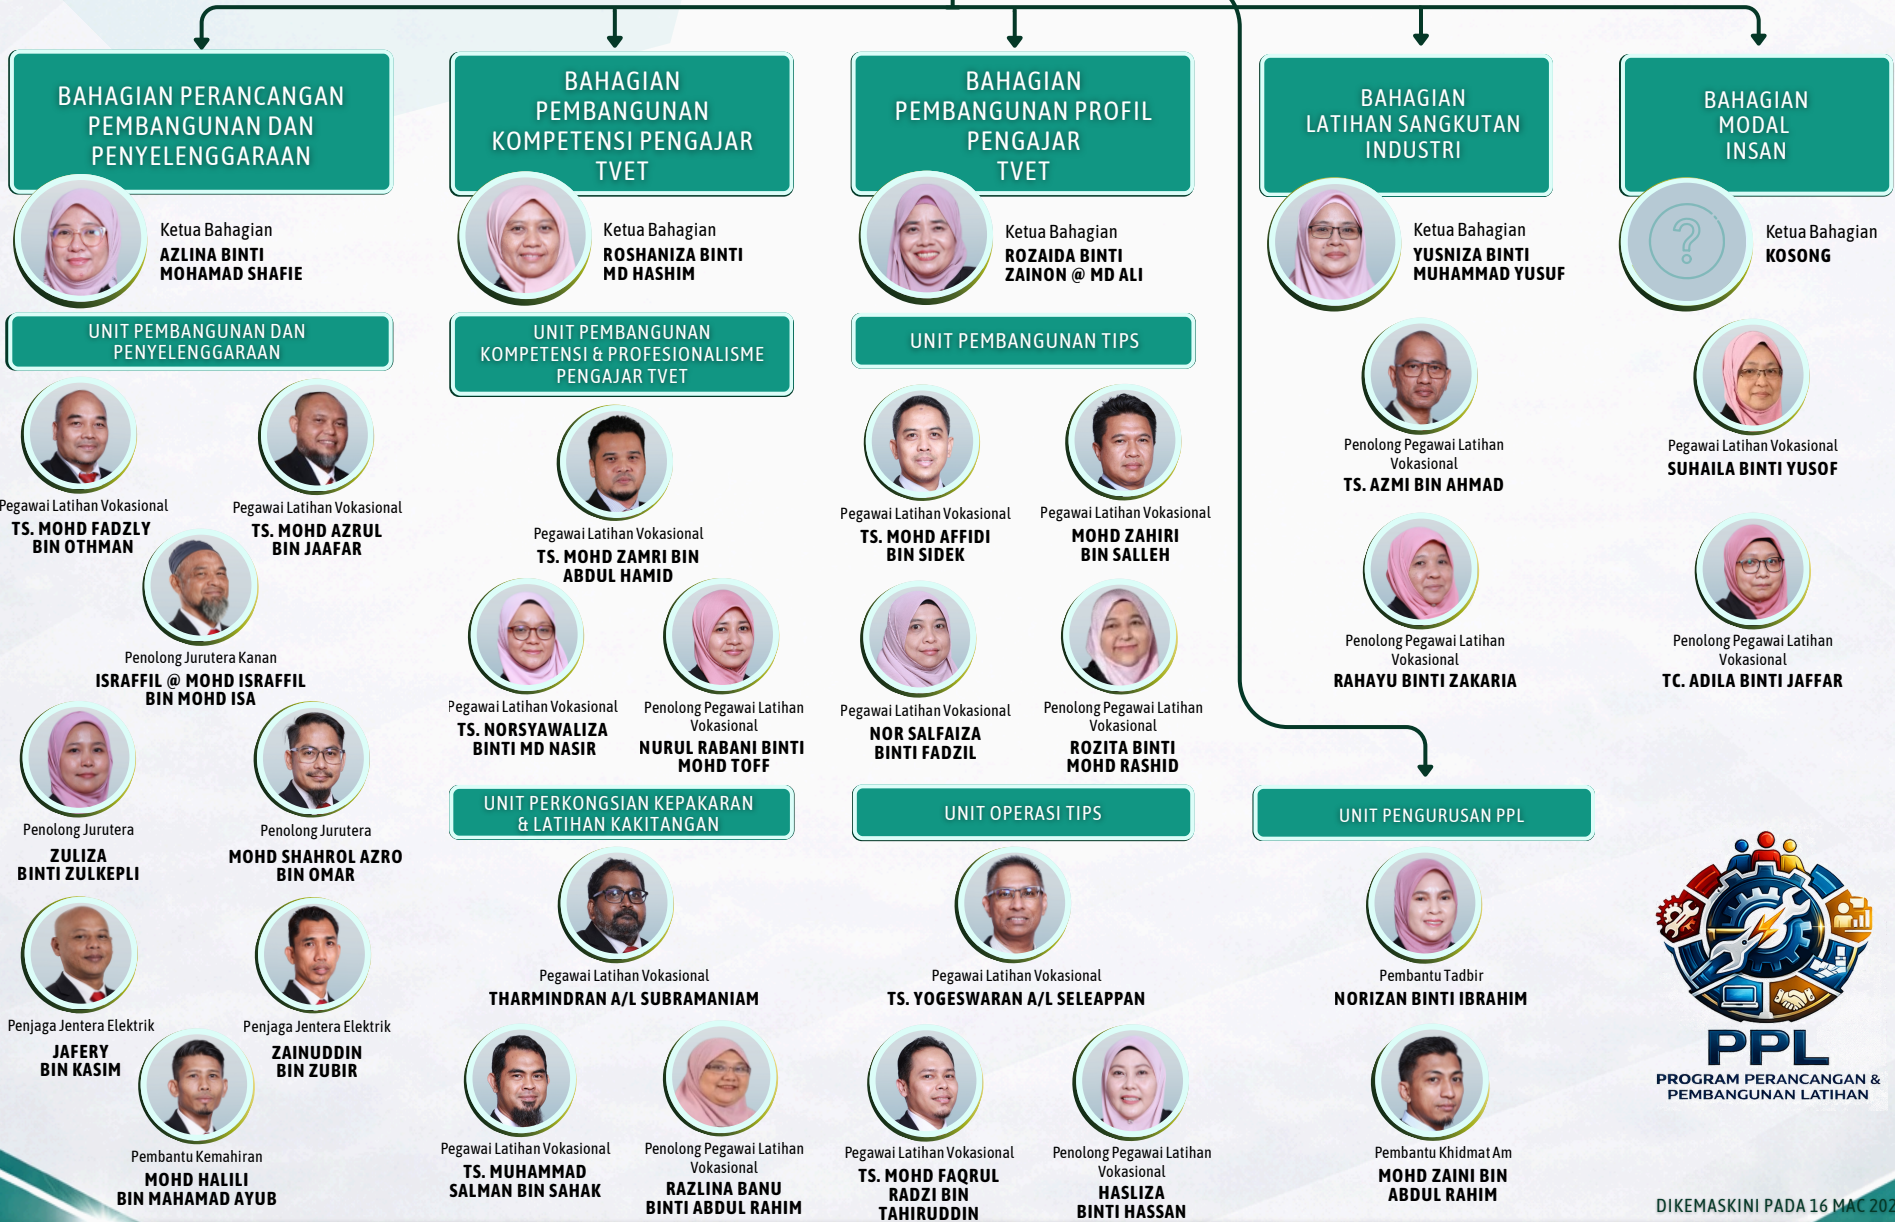 BAHAGIAN PERANCANGAN
PEMBANGUNAN DAN
PENYELENGGARAAN
Ketua Bahagian
AZLINA BINTI
MOHAMAD SHAFIE
UNIT PEMBANGUNAN DAN
PENYELENGGARAAN
Pegawai Latihan Vokasional
TS. MOHD FADZLY
BIN OTHMAN
Pegawai Latihan Vokasional
TS. MOHD AZRUL
BIN JAAFAR
Penolong Jurutera Kanan
ISRAFFIL @ MOHD ISRAFFIL
BIN MOHD ISA
Penolong Jurutera
ZULIZA
BINTI ZULKEPLI
Penolong Jurutera
MOHD SHAHROL AZRO
BIN OMAR
Penjaga Jentera Elektrik
JAFERY
BIN KASIM
Penjaga Jentera Elektrik
ZAINUDDIN
BIN ZUBIR
Pembantu Kemahiran
MOHD HALILI
BIN MAHAMAD AYUB
BAHAGIAN
PEMBANGUNAN
KOMPETENSI PENGAJAR
TVET
Ketua Bahagian
ROSHANIZA BINTI
MD HASHIM
UNIT PEMBANGUNAN
KOMPETENSI & PROFESIONALISME
PENGAJAR TVET
Pegawai Latihan Vokasional
TS. MOHD ZAMRI BIN
ABDUL HAMID
Pegawai Latihan Vokasional
TS. NORSYAWALIZA
BINTI MD NASIR
Penolong Pegawai Latihan
Vokasional
NURUL RABANI BINTI
MOHD TOFF
UNIT PERKONGSIAN KEPAKARAN
& LATIHAN KAKITANGAN
Pegawai Latihan Vokasional
THARMINDRAN A/L SUBRAMANIAM
Pegawai Latihan Vokasional
TS. MUHAMMAD
SALMAN BIN SAHAK
Penolong Pegawai Latihan
Vokasional
RAZLINA BANU
BINTI ABDUL RAHIM
BAHAGIAN
PEMBANGUNAN PROFIL
PENGAJAR
TVET
Ketua Bahagian
ROZAIDA BINTI
ZAINON @ MD ALI
UNIT PEMBANGUNAN TIPS
Pegawai Latihan Vokasional
TS. MOHD AFFIDI
BIN SIDEK
Pegawai Latihan Vokasional
MOHD ZAHIRI
BIN SALLEH
Pegawai Latihan Vokasional
NOR SALFAIZA
BINTI FADZIL
Penolong Pegawai Latihan
Vokasional
ROZITA BINTI
MOHD RASHID
UNIT OPERASI TIPS
Pegawai Latihan Vokasional
TS. YOGESWARAN A/L SELEAPPAN
Pegawai Latihan Vokasional
TS. MOHD FAQRUL
RADZI BIN
TAHIRUDDIN
Penolong Pegawai Latihan
Vokasional
HASLIZA
BINTI HASSAN
BAHAGIAN
LATIHAN SANGKUTAN
INDUSTRI
Ketua Bahagian
YUSNIZA BINTI
MUHAMMAD YUSUF
Penolong Pegawai Latihan
Vokasional
TS. AZMI BIN AHMAD
Penolong Pegawai Latihan
Vokasional
RAHAYU BINTI ZAKARIA
UNIT PENGURUSAN PPL
Pembantu Tadbir
NORIZAN BINTI IBRAHIM
Pembantu Khidmat Am
MOHD ZAINI BIN
ABDUL RAHIM
BAHAGIAN
MODAL
INSAN
?
Ketua Bahagian
KOSONG
Pegawai Latihan Vokasional
SUHAILA BINTI YUSOF
Penolong Pegawai Latihan
Vokasional
TC. ADILA BINTI JAFFAR
PPL
PROGRAM PERANCANGAN &
PEMBANGUNAN LATIHAN
DIKEMASKINI PADA 16 MAC 202